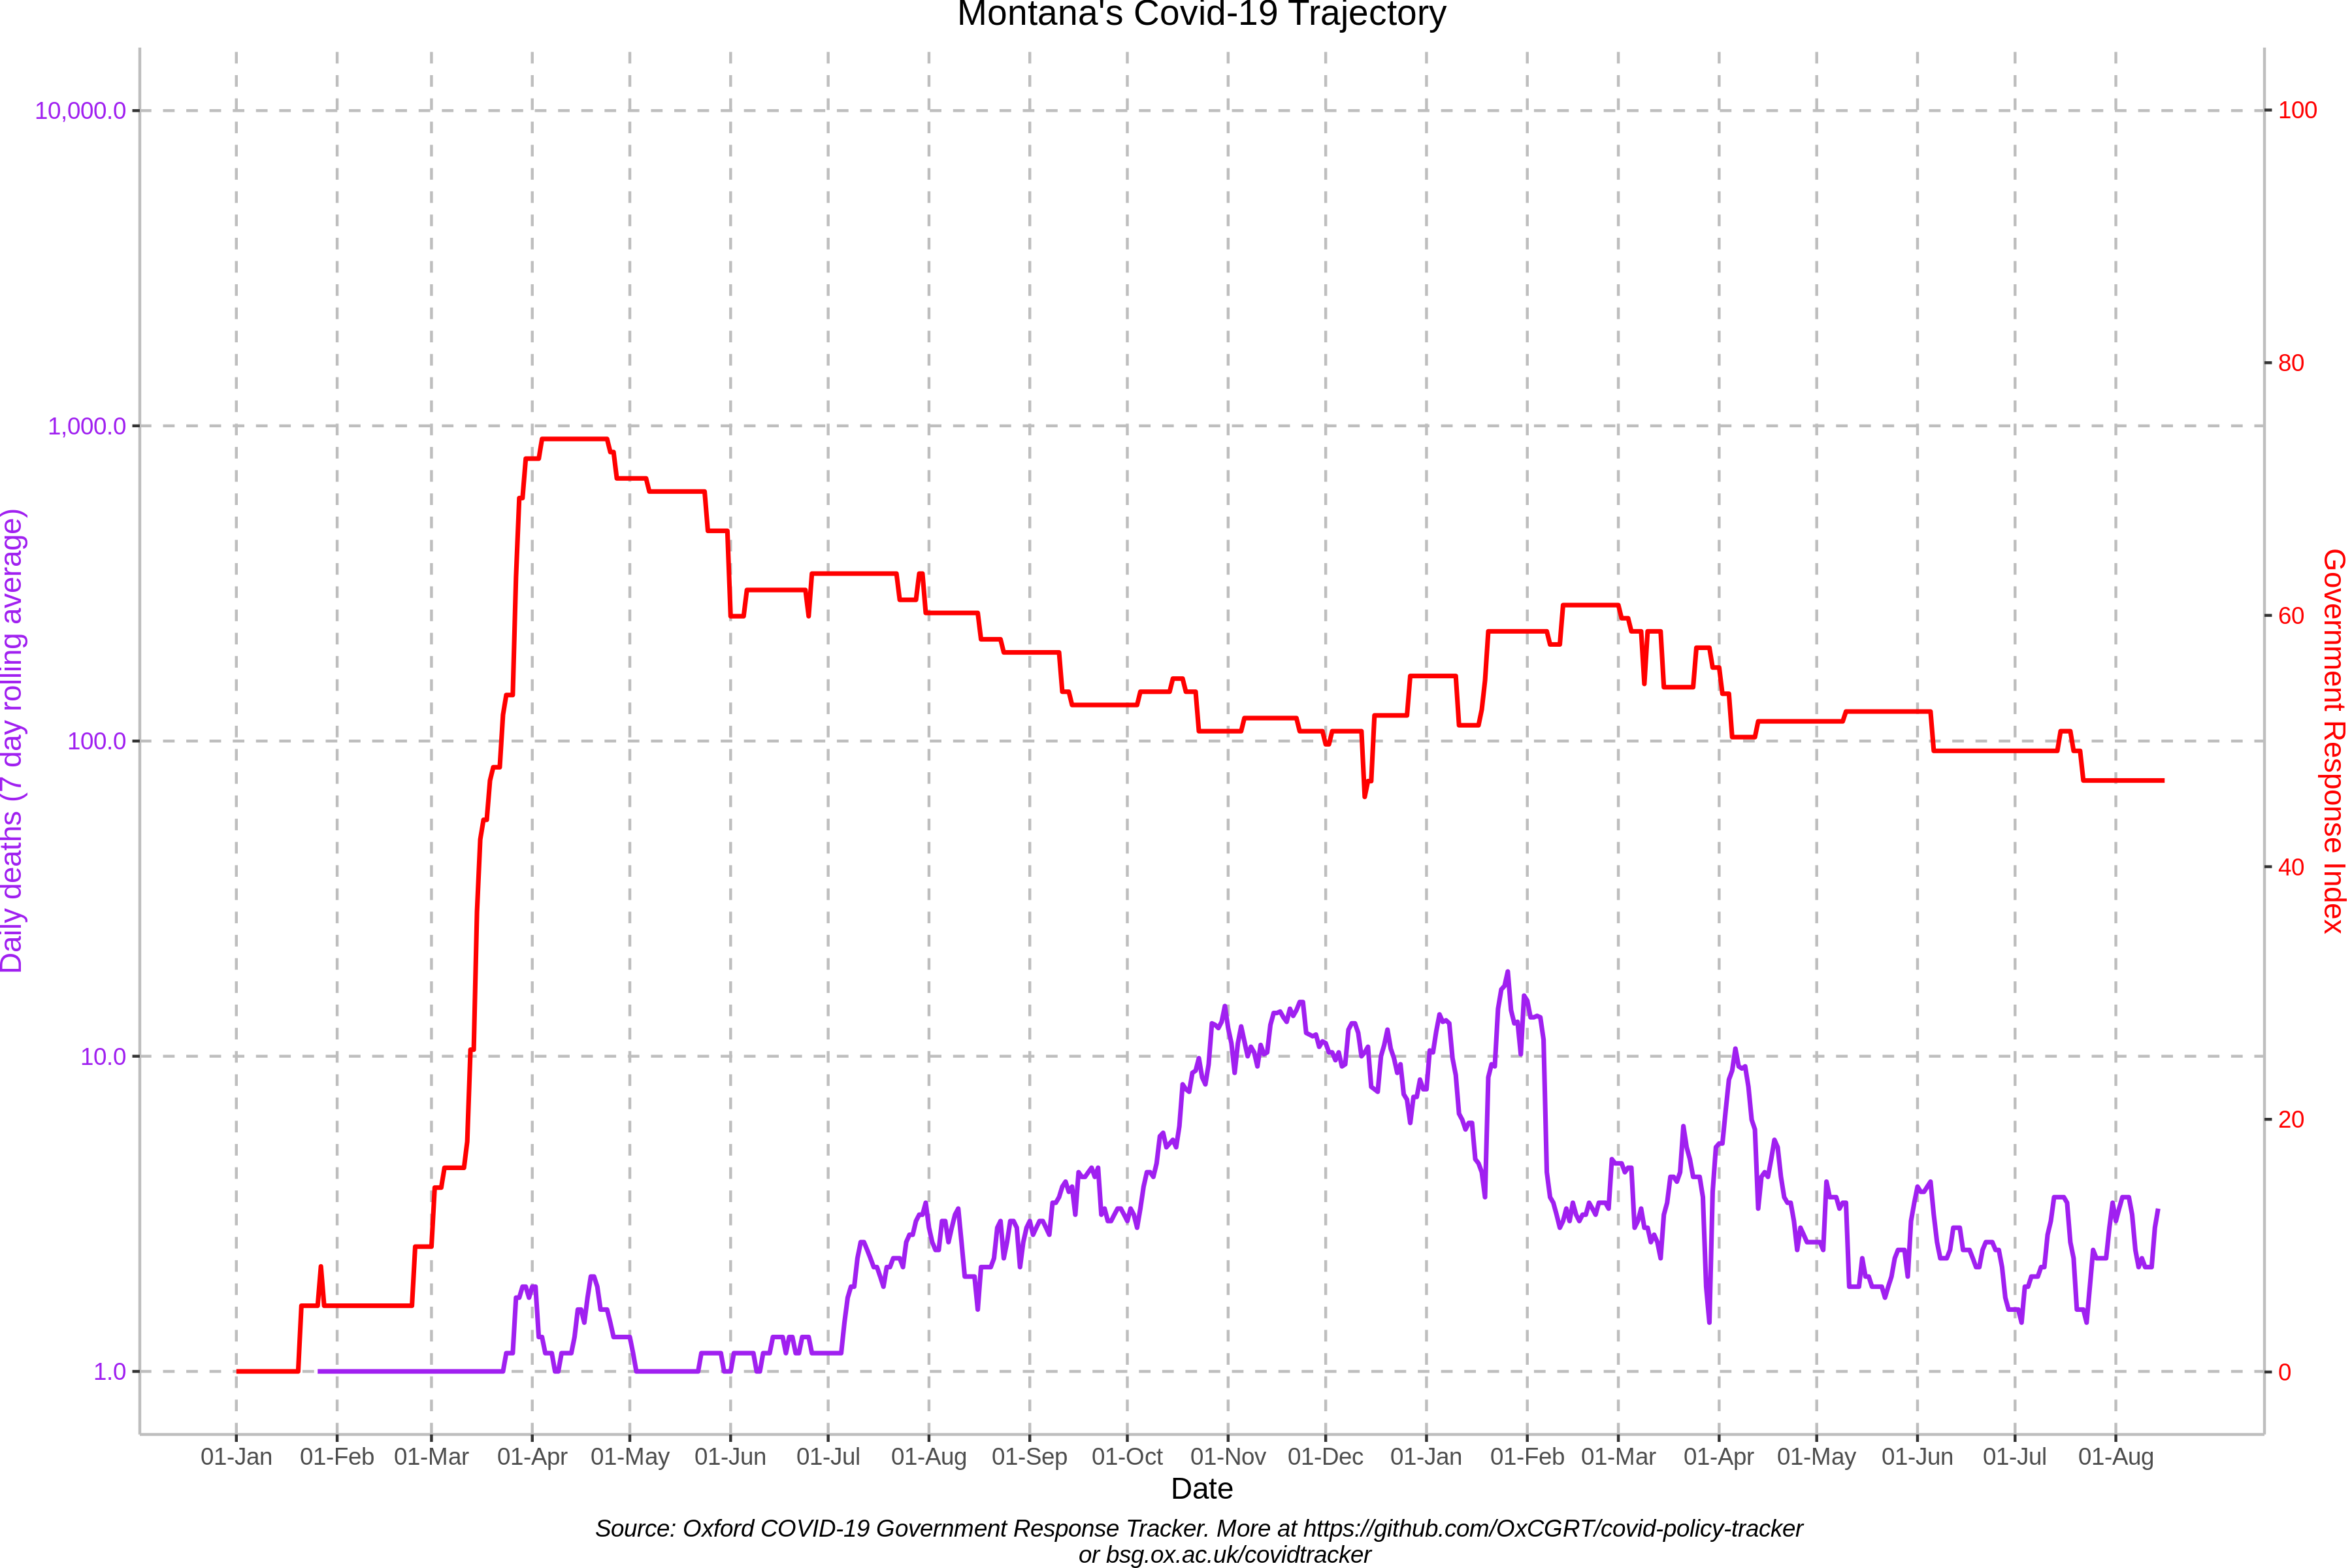 Montana's Covid-19 Trajectory
10,000.0
1,000.0
100.0
10.0
1.0
Daily deaths (7 day rolling average)
100
80
60
40
20
0
Government Response Index
01-Jan 01-Feb 01-Mar 01-Apr 01-May 01-Jun 01-Jul 01-Aug 01-Sep 01-Oct 01-Nov 01-Dec 01-Jan 01-Feb 01-Mar 01-Apr 01-May 01-Jun 01-Jul 01-Aug
Date
Source: Oxford COVID-19 Government Response Tracker. More at https://github.com/OxCGRT/covid-policy-tracker
or bsg.ox.ac.uk/covidtracker